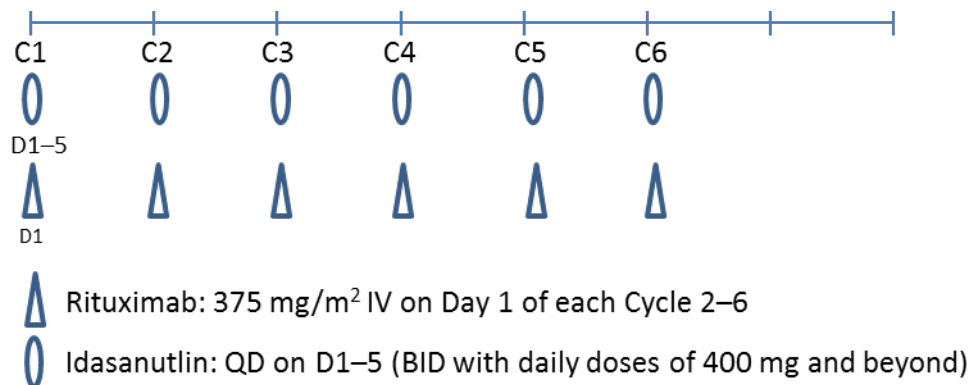 C1 C2 C3 C4 C5 C6
D1–5
D1
Rituximab: 375 mg/m² IV on Day 1 of each Cycle 2–6
Idasanutlin: QD on D1–5 (BID with daily doses of 400 mg and beyond)